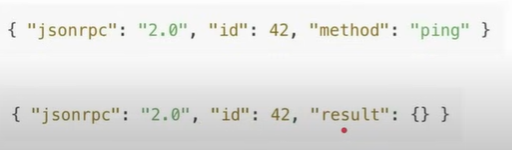 { "jsonrpc": "2.0", "id": 42, "method": "ping" }
{ "jsonrpc": "2.0", "id": 42, "result": {} }